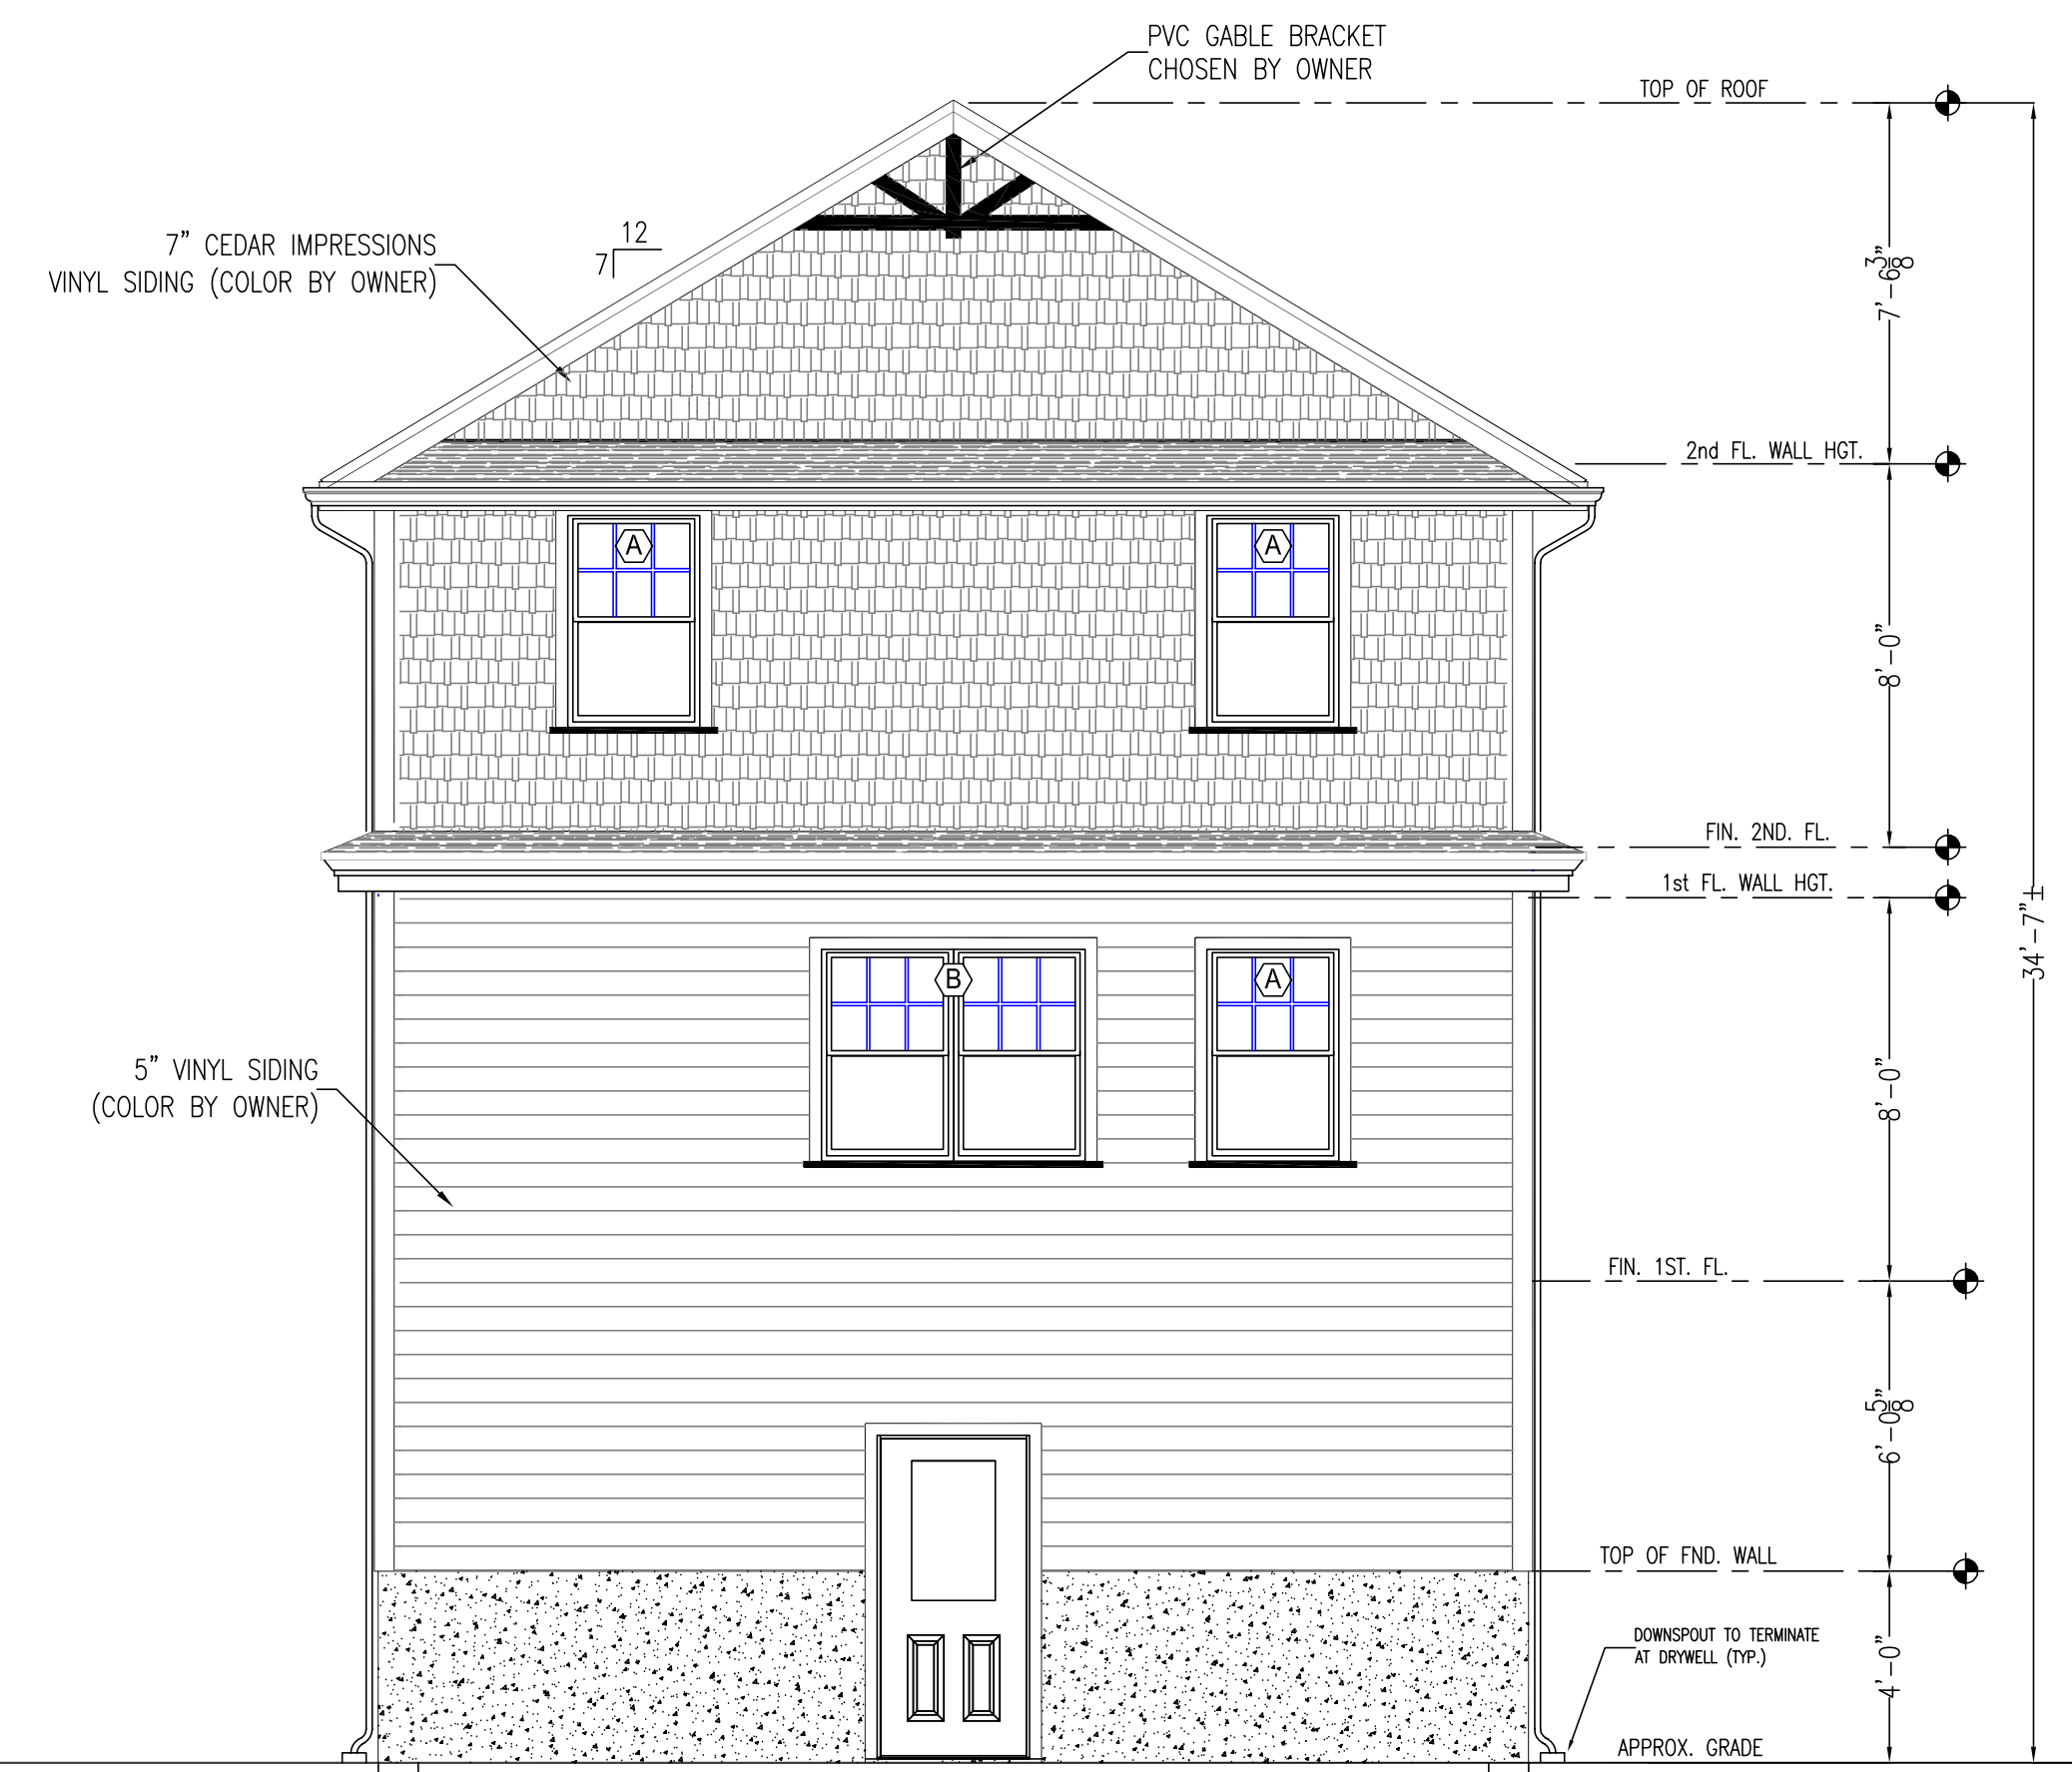 PVC GABLE BRACKET
CHOSEN BY OWNER
TOP OF ROOF
12
7
7” CEDAR IMPRESSIONS
VINYL SIDING (COLOR BY OWNER)
7'-6 3/8”
2nd FL. WALL HGT.
A
A
8'-0”
FIN. 2ND. FL.
1st FL. WALL HGT.
34'-7”±
B
A
5” VINYL SIDING
(COLOR BY OWNER)
8'-0”
FIN. 1ST. FL.
6'-0 5/8”
TOP OF FND. WALL
DOWNSPOUT TO TERMINATE
AT DRYWELL (TYP.)
4'-0”
APPROX. GRADE